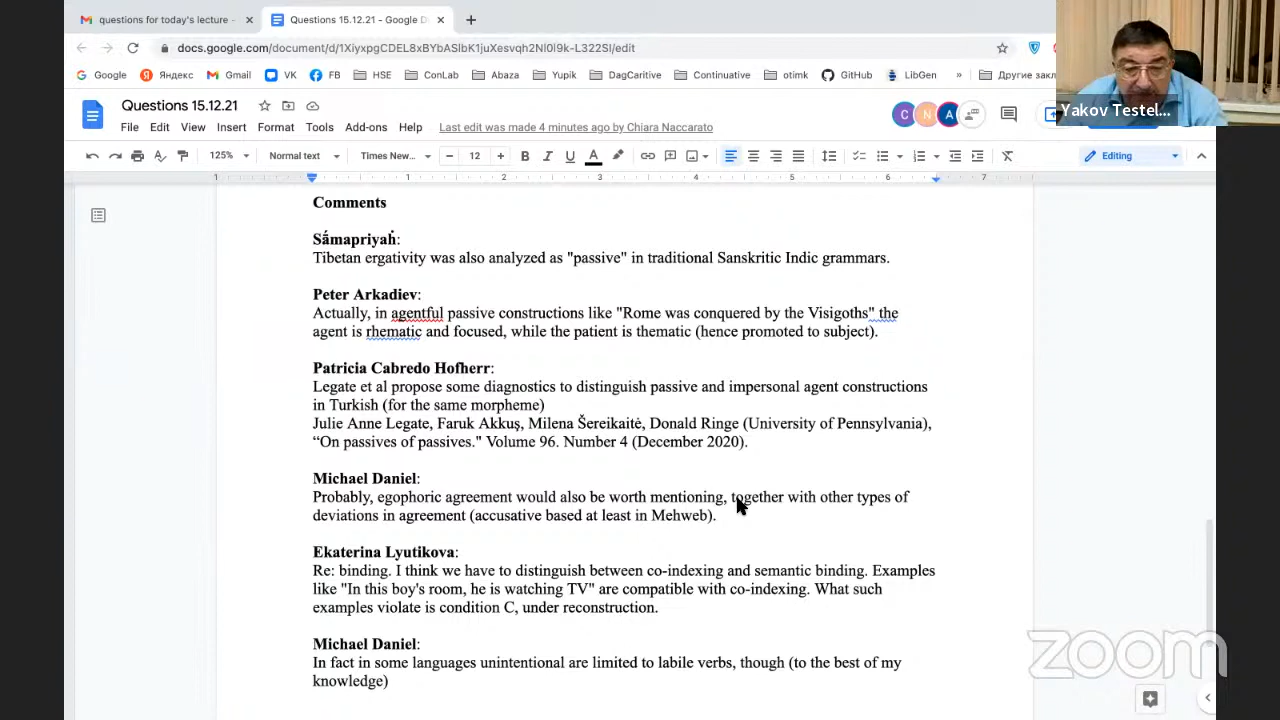 questions for today's lecture -
Questions 15.12.21 - Google D
docs.google.com/document/d/1XiyxpgCDEL8xBYbASIbK1juXesvqh2Nl0l9k-L322SI/edit
Google Яндекс Gmail VK FB HSE ConLab Abaza Yupik DagCaritive Continuative otimk GitHub LibGen » Другие закл
Yakov Testel...
Questions 15.12.21
C N A
File Edit View Insert Format Tools Add-ons Help Last edit was made 4 minutes ago by Chiara Naccarato
125% Normal text Times New... 12 B I U A Editing
1 1 2 3 4 5 6 7
Comments
Sā́mapriyaḣ:
Tibetan ergativity was also analyzed as "passive" in traditional Sanskritic Indic grammars.
Peter Arkadiev:
Actually, in agentful passive constructions like "Rome was conquered by the Visigoths" the
agent is rhematic and focused, while the patient is thematic (hence promoted to subject).
Patricia Cabredo Hofherr:
Legate et al propose some diagnostics to distinguish passive and impersonal agent constructions
in Turkish (for the same morpheme)
Julie Anne Legate, Faruk Akkuş, Milena Šereikaitė, Donald Ringe (University of Pennsylvania),
“On passives of passives." Volume 96. Number 4 (December 2020).
Michael Daniel:
Probably, egophoric agreement would also be worth mentioning, together with other types of
deviations in agreement (accusative based at least in Mehweb).
Ekaterina Lyutikova:
Re: binding. I think we have to distinguish between co-indexing and semantic binding. Examples
like "In this boy's room, he is watching TV" are compatible with co-indexing. What such
examples violate is condition C, under reconstruction.
Michael Daniel:
In fact in some languages unintentional are limited to labile verbs, though (to the best of my
knowledge)
zoom